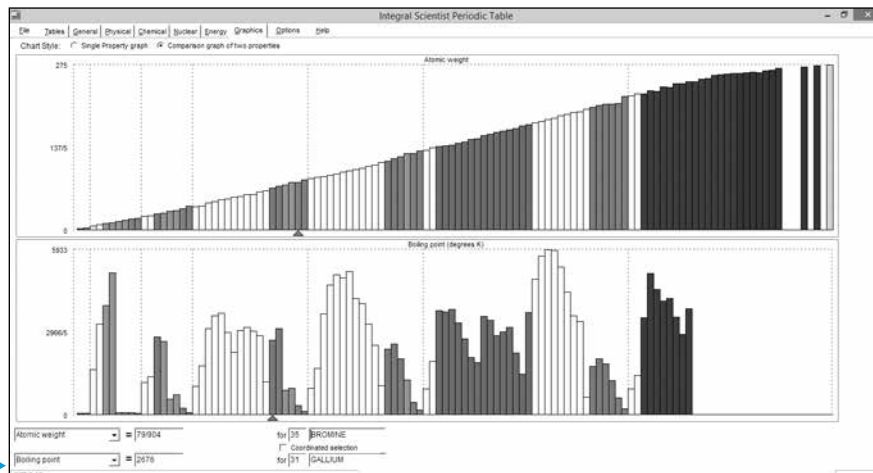 Integral Scientist Periodic Table
File Tables General Physical Chemical Nuclear Energy Graphics Options Help
Chart Style: Single Property graph Comparison graph of two properties
Atomic weight
275
137/5
0
Boiling point (degrees K)
5933
2966/5
0
Atomic weight = 79/904 for 35 BROMINE
Coordinated selection
Boiling point = 2676 for 31 GALLIUM